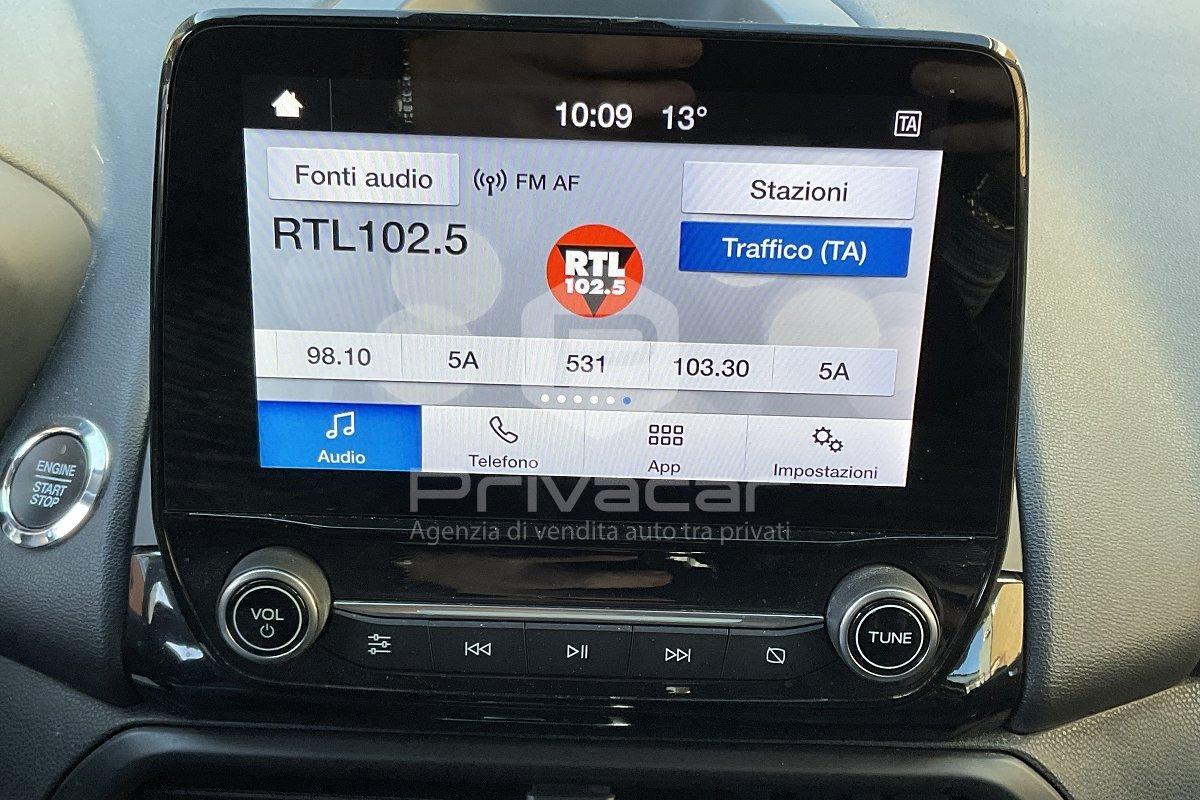 10:09 13°
TA
Fonti audio
FM AF
Stazioni
RTL102.5
Traffico (TA)
RTL
102.5
98.10
5A
531
103.30
5A
Audio
Telefono
App
Impostazioni
ENGINE
START
STOP
Privacar
Agenzia di vendita auto tra privati
VOL
TUNE